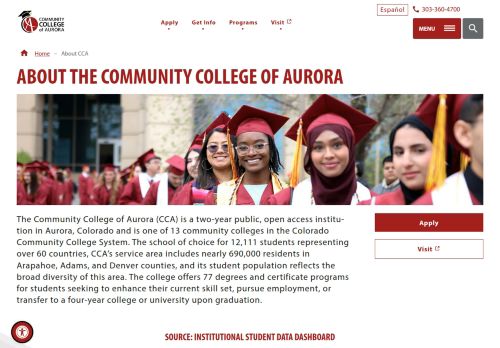 COMMUNITY
COLLEGE
of AURORA
Apply
Get Info
Programs
Visit
Español
303-360-4700
MENU
Home
About CCA
ABOUT THE COMMUNITY COLLEGE OF AURORA
The Community College of Aurora (CCA) is a two-year public, open access institu-
tion in Aurora, Colorado and is one of 13 community colleges in the Colorado
Community College System. The school of choice for 12,111 students representing
over 60 countries, CCA's service area includes nearly 690,000 residents in
Arapahoe, Adams, and Denver counties, and its student population reflects the
broad diversity of this area. The college offers 77 degrees and certificate programs
for students seeking to enhance their current skill set, pursue employment, or
transfer to a four-year college or university upon graduation.
Apply
Visit
SOURCE: INSTITUTIONAL STUDENT DATA DASHBOARD